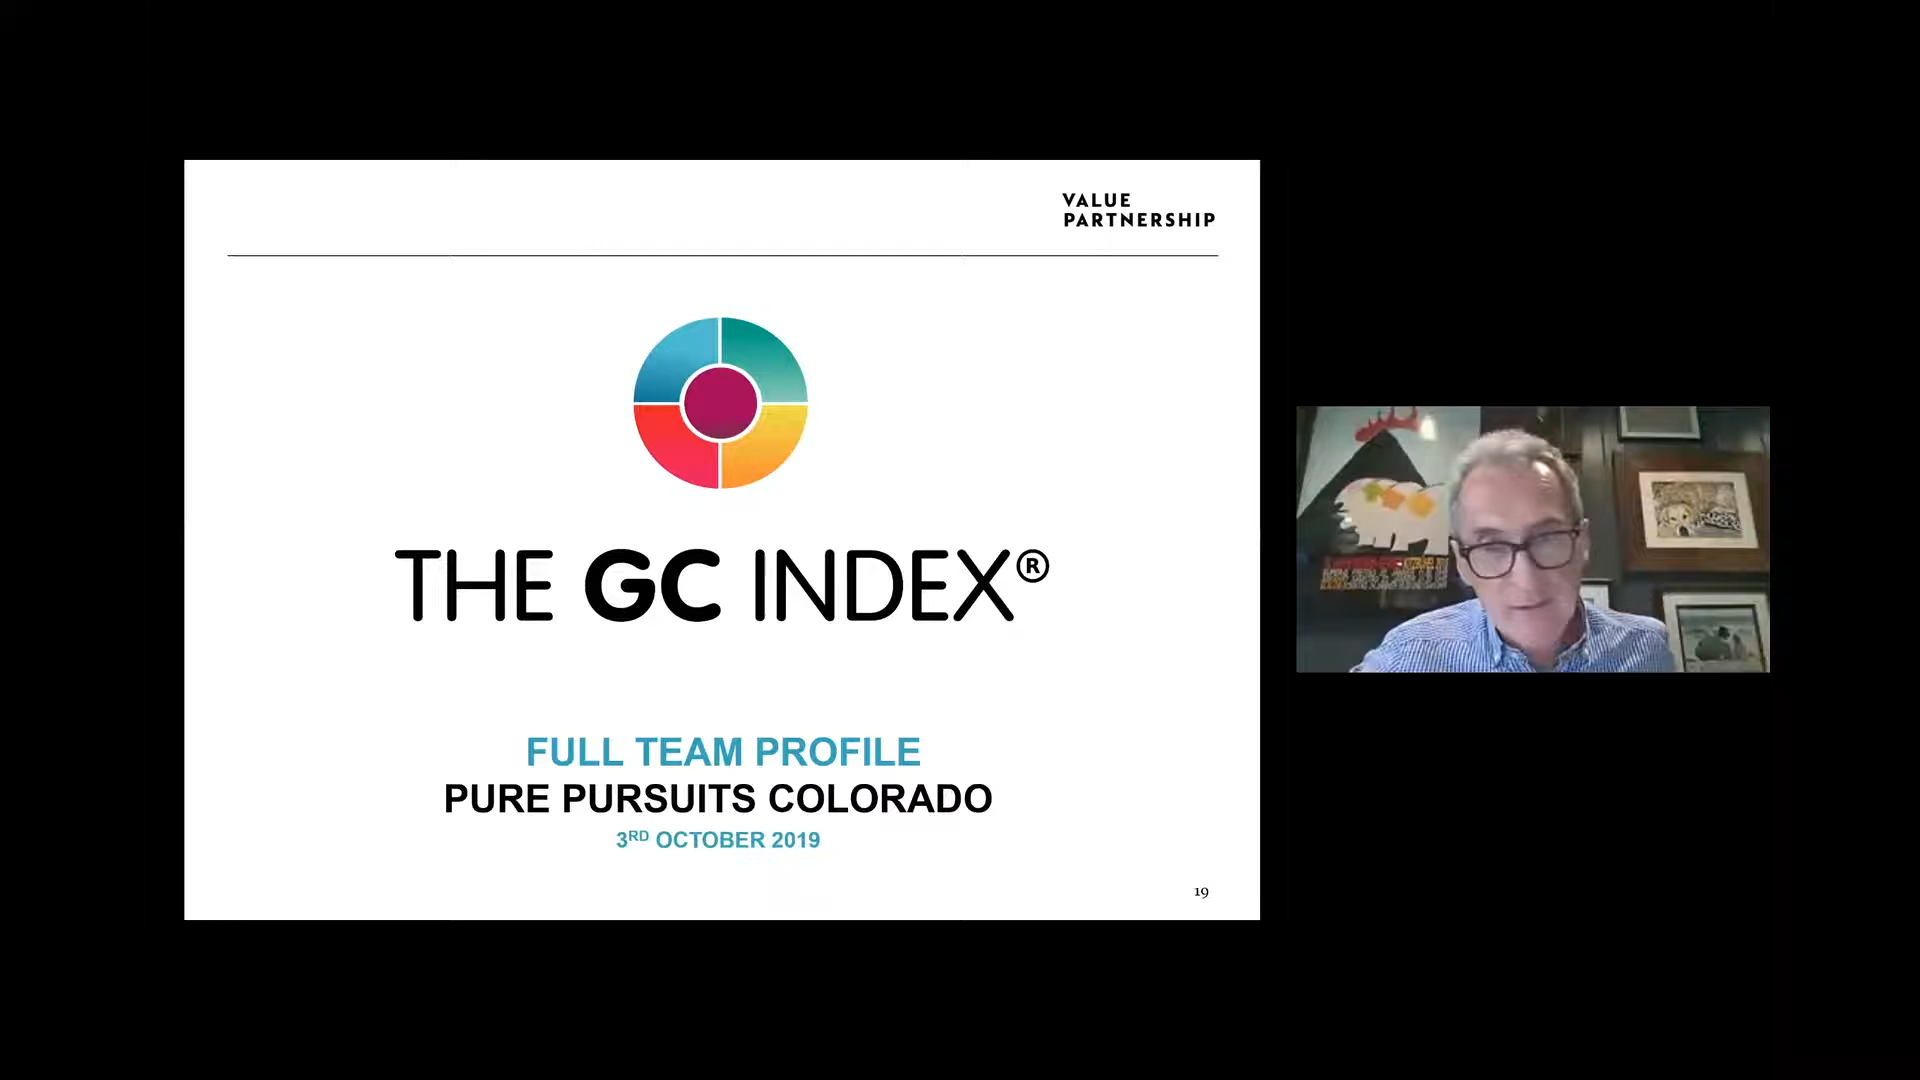 VALUE
PARTNERSHIP
THE GC INDEX®
FULL TEAM PROFILE
PURE PURSUITS COLORADO
3RD OCTOBER 2019
19